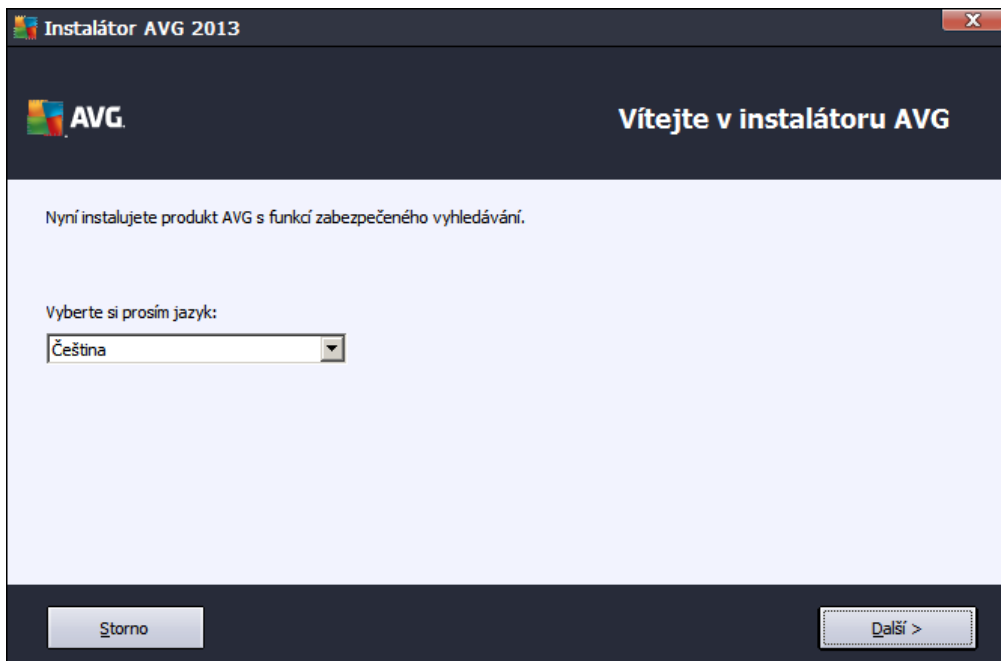 Instalátor AVG 2013
AVG.
Vítejte v instalátoru AVG
Nyní instalujete produkt AVG s funkcí zabezpečeného vyhledávání.
Vyberte si prosím jazyk:
Čeština
Storno
Další >